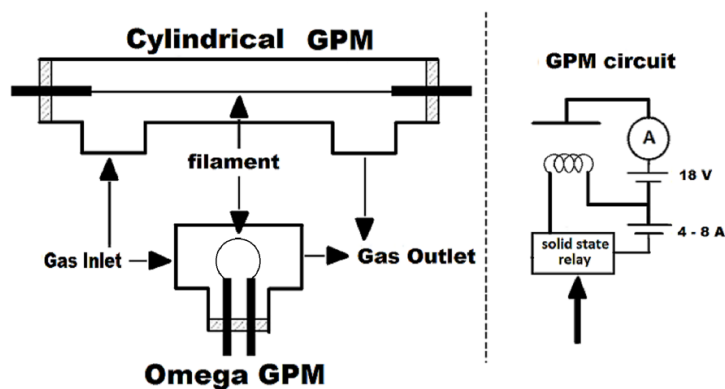 Cylindrical GPM
filament
Gas Inlet
Gas Outlet
Omega GPM
GPM circuit
A
18 V
4 - 8 A
solid state
relay